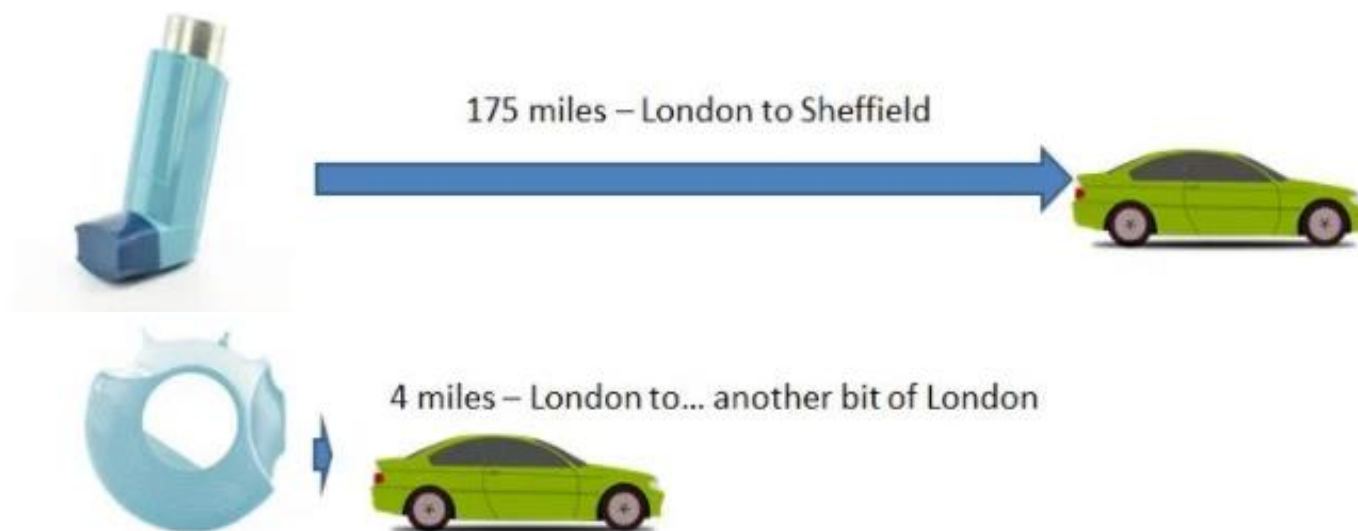 175 miles – London to Sheffield
4 miles – London to... another bit of London